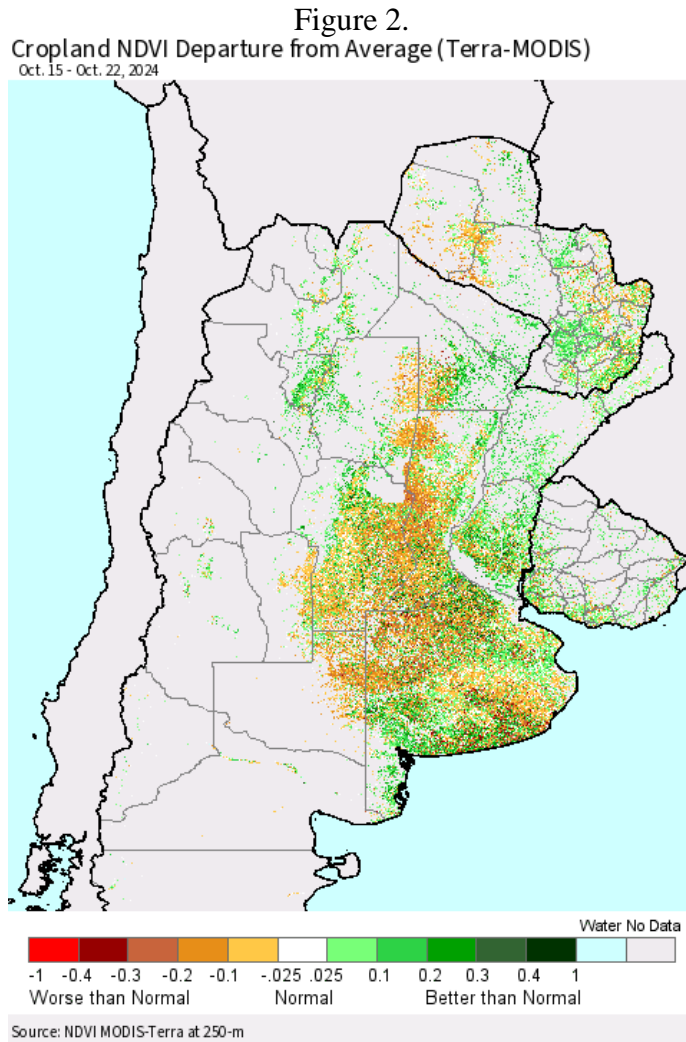 Figure 2.
Cropland NDVI Departure from Average (Terra-MODIS)
Oct. 15 - Oct. 22, 2024
Water No Data
-1 -0.4 -0.3 -0.2 -0.1 -.025 .025 0.1 0.2 0.3 0.4 1
Worse than Normal Normal Better than Normal
Source: NDVI MODIS-Terra at 250-m